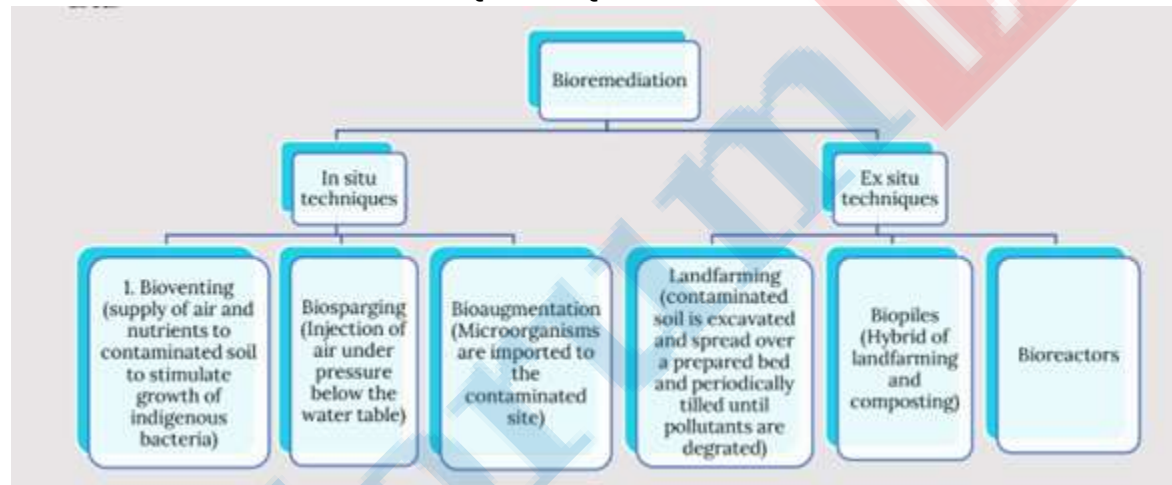 Bioremediation
In situ
techniques
Ex situ
techniques
1. Bioventing
(supply of air and
nutrients to
contaminated soil
to stimulate
growth of
indigenous
bacteria)
Biosparging
(Injection of
air under
pressure
below the
water table)
Bioaugmentation
(Microorganisms
are imported to
the
contaminated
site)
Landfarming
(contaminated
soil is excavated
and spread over
a prepared bed
and periodically
tilled until
pollutants are
degrated)
Biopiles
(Hybrid of
landfarming
and
composting)
Bioreactors